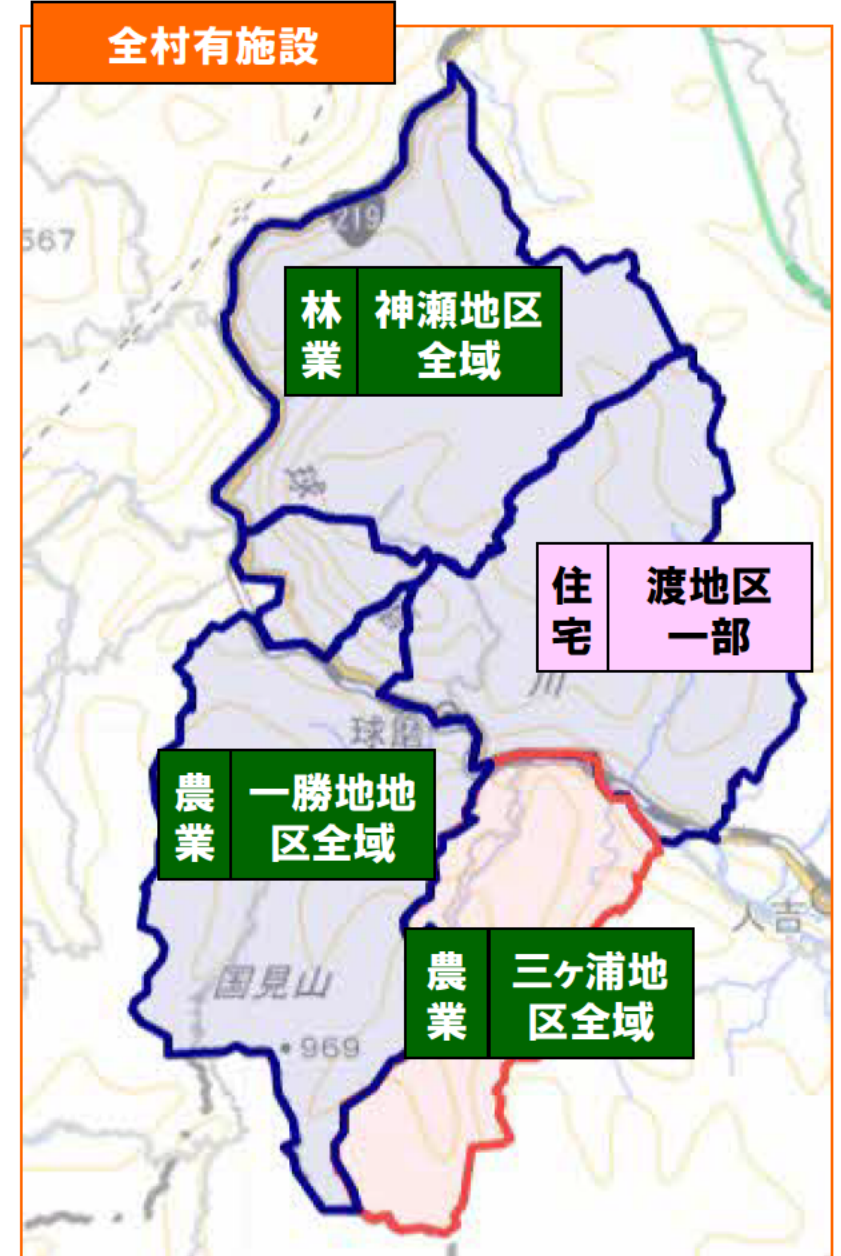 全村有施設
219
567
林業
神瀬地区
全域
住宅
渡地区
一部
川
球磨
農業
一勝地地
区全域
人吉
農業
三ヶ浦地
区全域
国見山
969